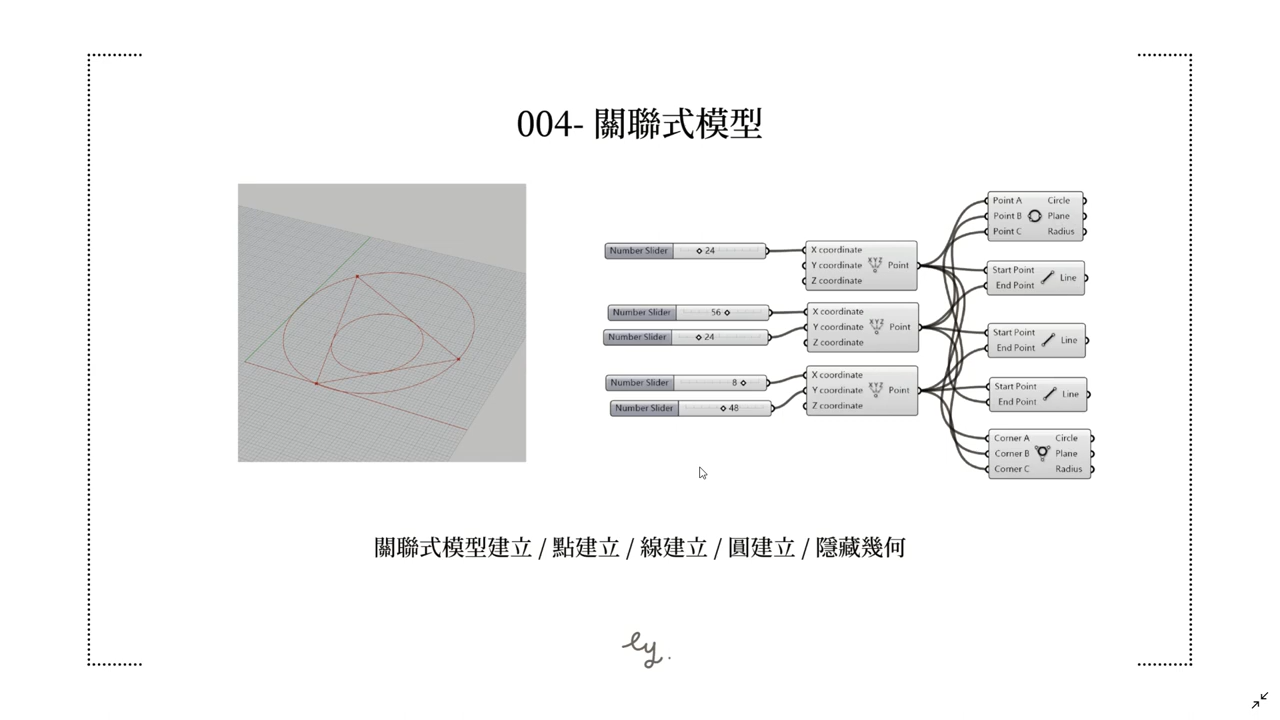 004- 關聯式模型
Number Slider 24
X coordinate
Y coordinate
Z coordinate
Point
Number Slider 56
Number Slider 24
X coordinate
Y coordinate
Z coordinate
Point
Number Slider 8
Number Slider 48
X coordinate
Y coordinate
Z coordinate
Point
Point A Circle
Point B Plane
Point C Radius
Start Point
End Point
Line
Start Point
End Point
Line
Start Point
End Point
Line
Corner A Circle
Corner B Plane
Corner C Radius
關聯式模型建立 / 點建立 / 線建立 / 圓建立 / 隱藏幾何
ly.